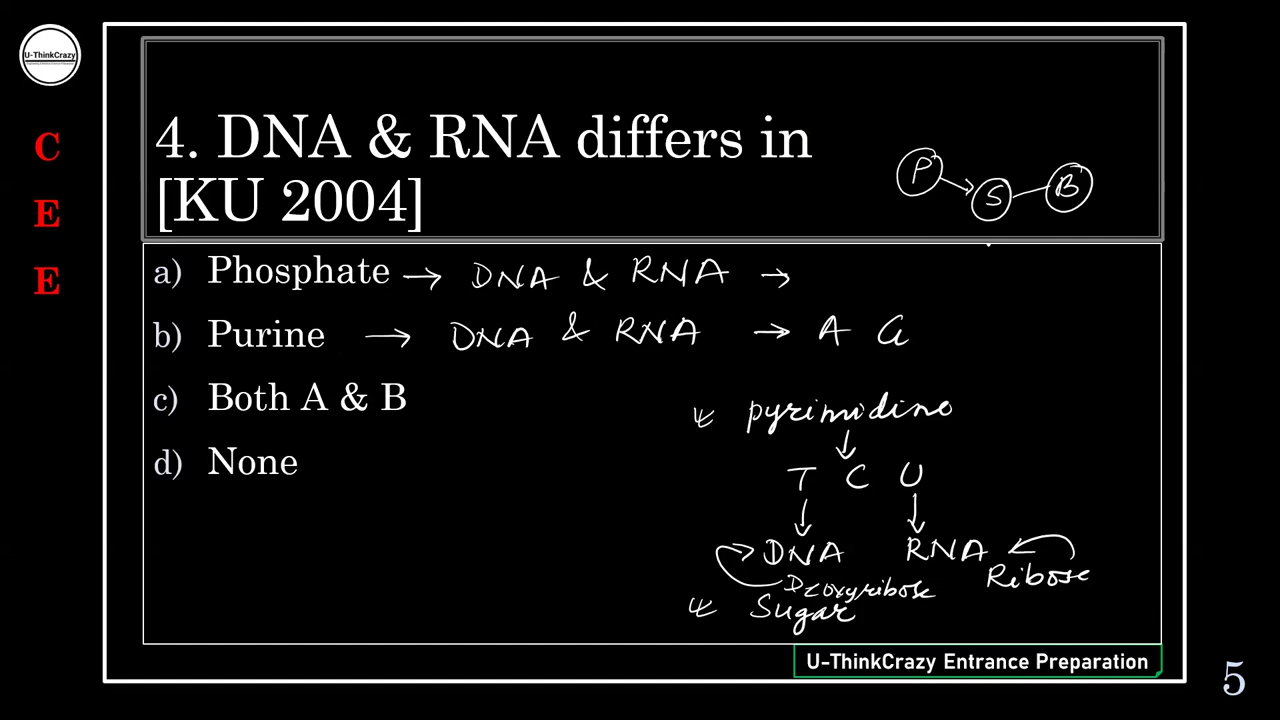 U-ThinkCrazy
C
E
E
4. DNA & RNA differs in
[KU 2004]
P S B
a) Phosphate → DNA & RNA →
b) Purine → DNA & RNA → A G
c) Both A & B
pyrimidine
d) None
T C U
DNA RNA
Ribose
Deoxyribose
Sugar
U-ThinkCrazy Entrance Preparation
5